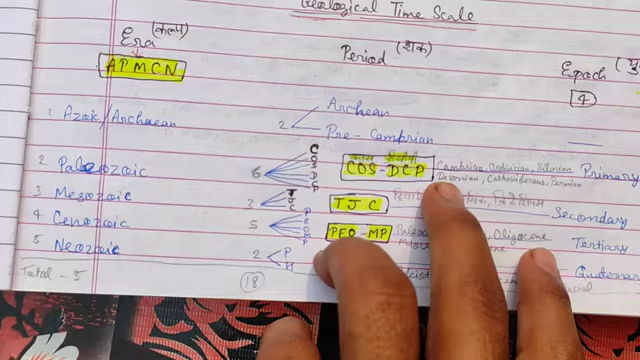 Geological Time Scale
Era (कल्प) Period (शक) Epoch
APMCN 4
1 Azoic/Archaean 2 Archean
Pre-Cambrian
2 Paleozoic 6 C O S D C P COS-DCP Cambrian, Ordovician, Silurian Primary
Devonian, Carboniferous, Permian
3 Mesozoic 3 T J C TJC Secondary
4 Cenozoic 5 P E O M P PEO-MP Oligocene Tertiary
5 Neozoic 2 P
H Quaternary
Total - 5 18